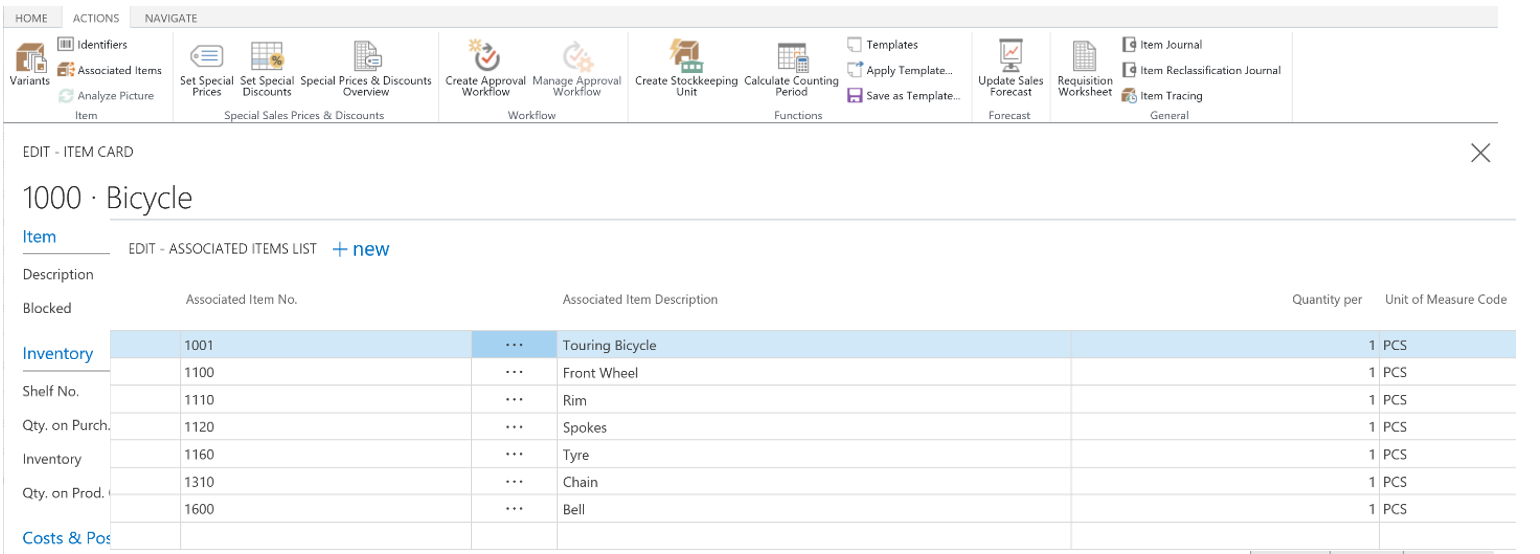 HOME ACTIONS NAVIGATE
Variants
Identifiers
Associated Items
Analyze Picture
Item
Set Special
Prices
Set Special
Discounts
Special Prices & Discounts
Overview
Special Sales Prices & Discounts
Create Approval
Workflow
Manage Approval
Workflow
Workflow
Create Stockkeeping
Unit
Calculate Counting
Period
Templates
Apply Template...
Save as Template...
Functions
Update Sales
Forecast
Forecast
Requisition
Worksheet
Item Journal
Item Reclassification Journal
Item Tracing
General
EDIT - ITEM CARD
1000 · Bicycle
Item
Description
Blocked
Inventory
Shelf No.
Qty. on Purch.
Inventory
Qty. on Prod.
Costs & Pos
EDIT - ASSOCIATED ITEMS LIST + new
Associated Item No. Associated Item Description Quantity per Unit of Measure Code
1001 ... Touring Bicycle 1 PCS
1100 ... Front Wheel 1 PCS
1110 ... Rim 1 PCS
1120 ... Spokes 1 PCS
1160 ... Tyre 1 PCS
1310 ... Chain 1 PCS
1600 ... Bell 1 PCS